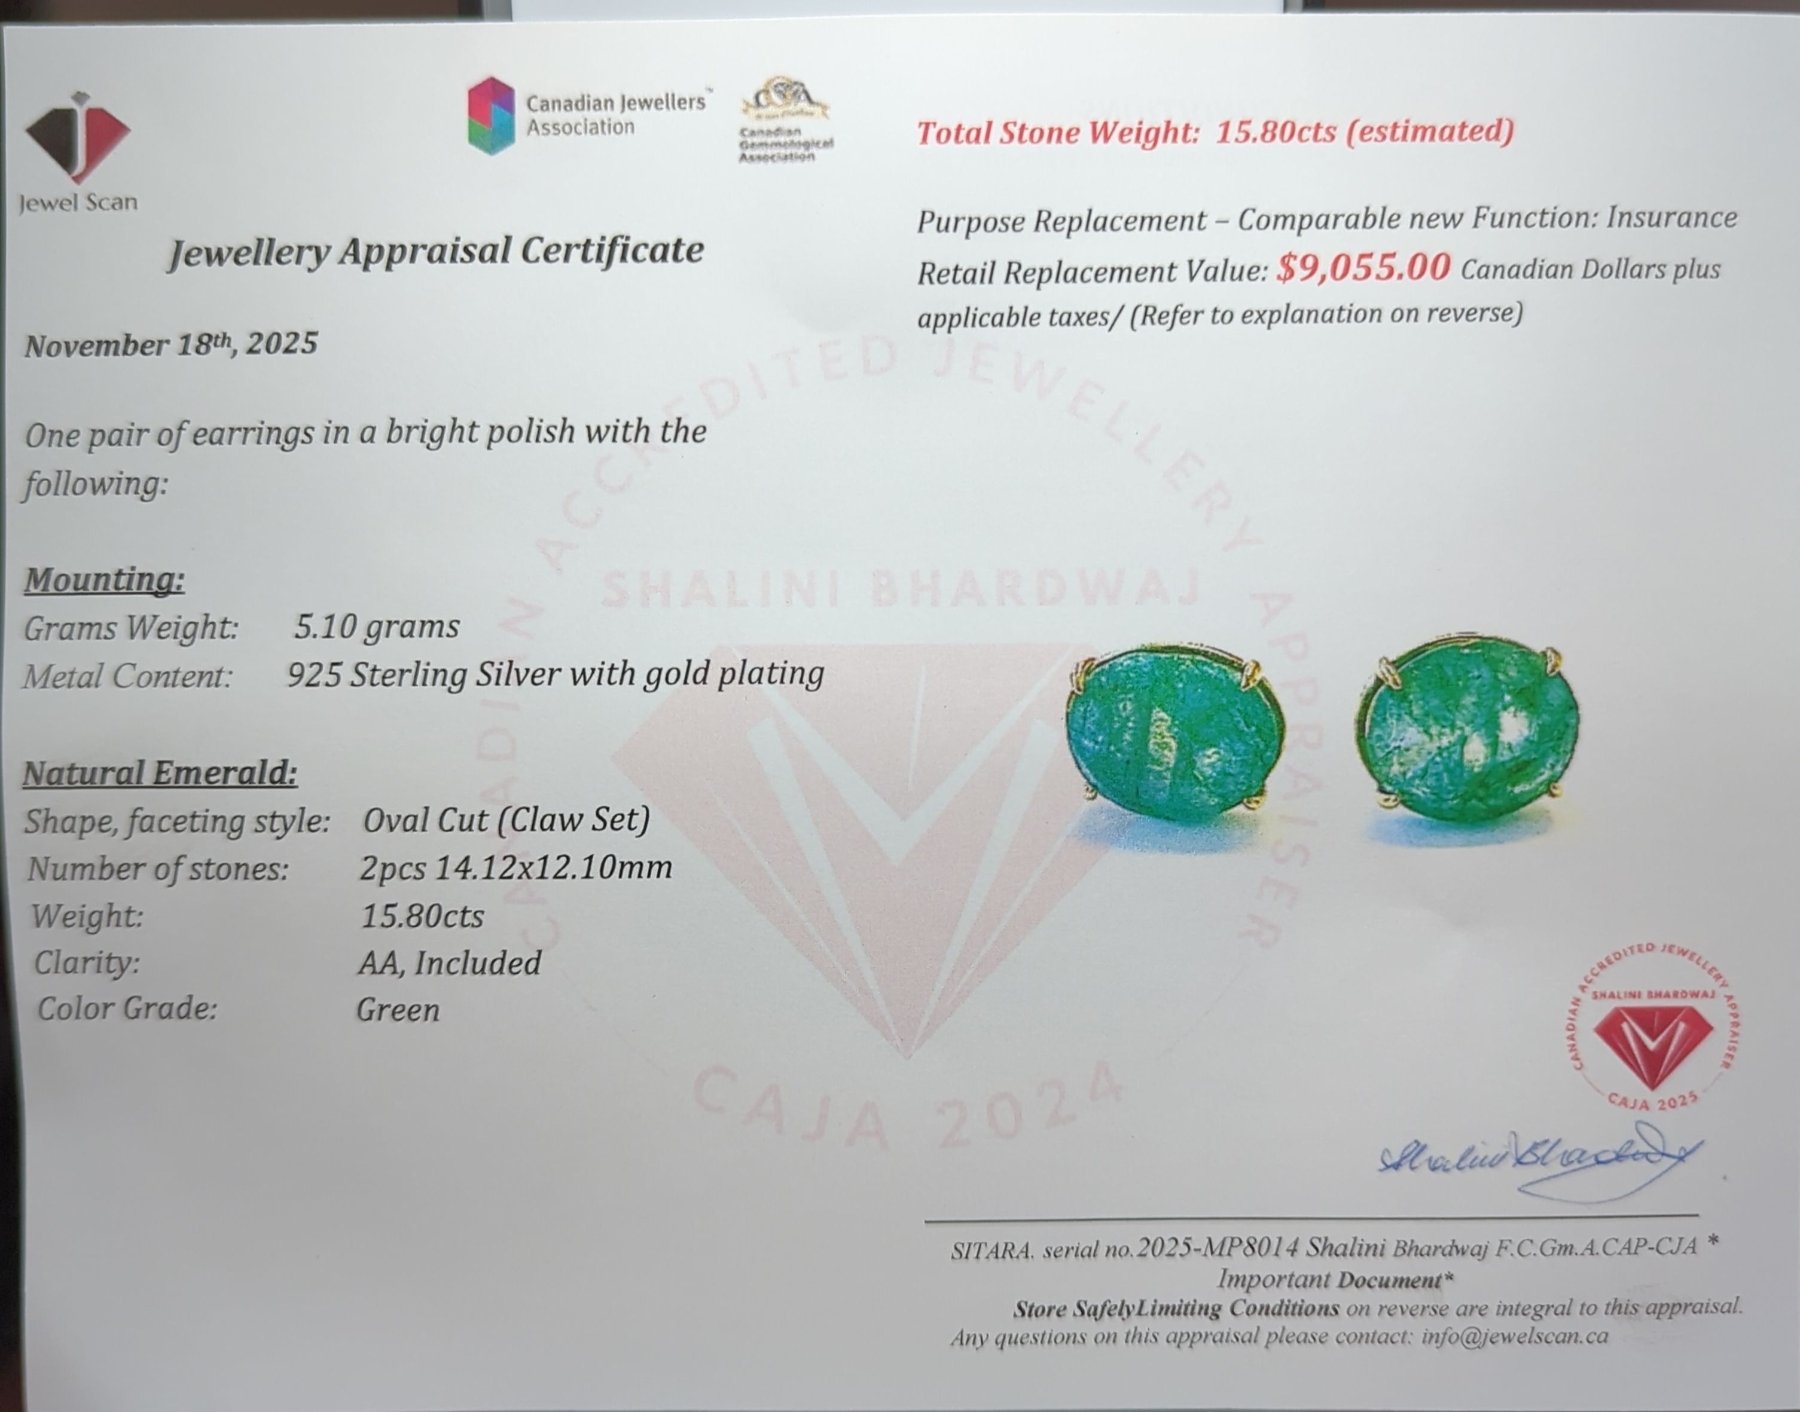 Jewel Scan
Canadian Jewellers™
Association
CGA
Canadian
Gemmological
Association
Jewellery Appraisal Certificate
November 18th, 2025
One pair of earrings in a bright polish with the
following:
Mounting:
Grams Weight: 5.10 grams
Metal Content: 925 Sterling Silver with gold plating
Natural Emerald:
Shape, faceting style: Oval Cut (Claw Set)
Number of stones: 2pcs 14.12x12.10mm
Weight: 15.80cts
Clarity: AA, Included
Color Grade: Green
Total Stone Weight: 15.80cts (estimated)
Purpose Replacement – Comparable new Function: Insurance
Retail Replacement Value: $9,055.00 Canadian Dollars plus
applicable taxes/ (Refer to explanation on reverse)
CANADIAN ACCREDITED JEWELLERY APPRAISER
SHALINI BHARDWAJ
CAJA 2024
CANADIAN ACCREDITED JEWELLERY APPRAISER
SHALINI BHARDWAJ
CAJA 2025
Shalini Bhardwaj
SITARA. serial no.2025-MP8014 Shalini Bhardwaj F.C.Gm.A.CAP-CJA *
Important Document*
Store SafelyLimiting Conditions on reverse are integral to this appraisal.
Any questions on this appraisal please contact: info@jewelscan.ca